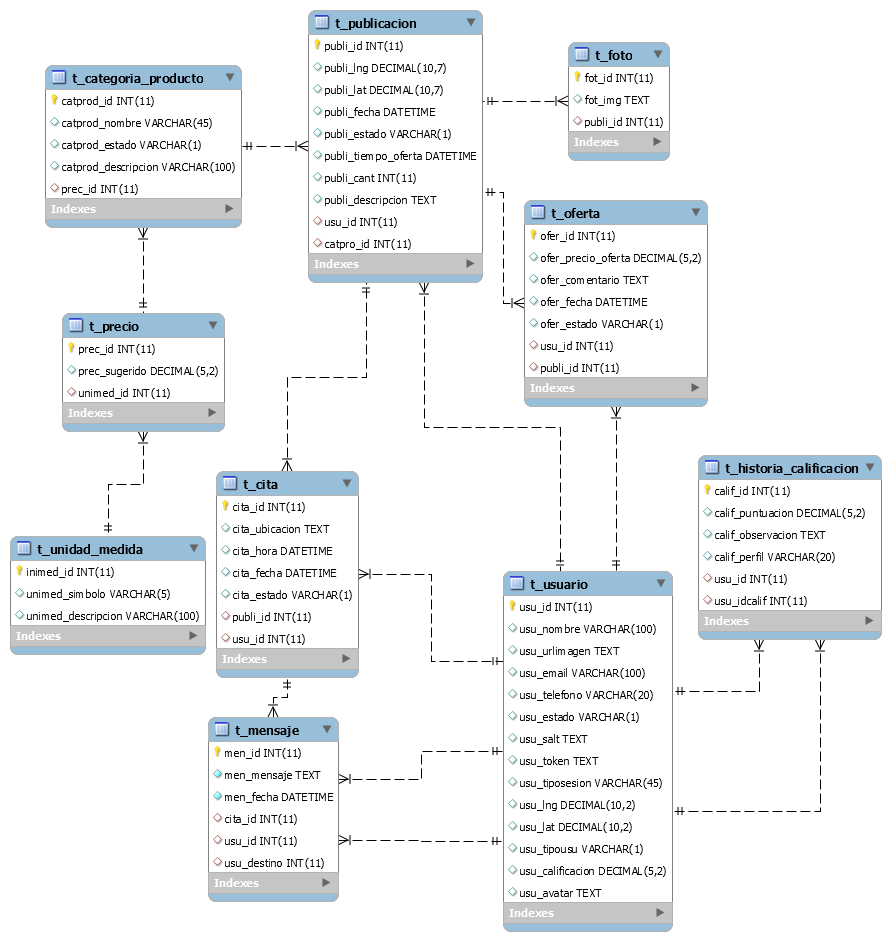 t_publicacion
publi_id INT(11)
publi_lng DECIMAL(10,7)
publi_lat DECIMAL(10,7)
publi_fecha DATETIME
publi_estado VARCHAR(1)
publi_tiempo_oferta DATETIME
publi_cant INT(11)
publi_descripcion TEXT
usu_id INT(11)
catpro_id INT(11)
Indexes
t_foto
fot_id INT(11)
fot_img TEXT
publi_id INT(11)
Indexes
t_categoria_producto
catprod_id INT(11)
catprod_nombre VARCHAR(45)
catprod_estado VARCHAR(1)
catprod_descripcion VARCHAR(100)
prec_id INT(11)
Indexes
t_oferta
ofer_id INT(11)
ofer_precio_oferta DECIMAL(5,2)
ofer_comentario TEXT
ofer_fecha DATETIME
ofer_estado VARCHAR(1)
usu_id INT(11)
publi_id INT(11)
Indexes
t_precio
prec_id INT(11)
prec_sugerido DECIMAL(5,2)
unimed_id INT(11)
Indexes
t_cita
cita_id INT(11)
cita_ubicacion TEXT
cita_hora DATETIME
cita_fecha DATETIME
cita_estado VARCHAR(1)
publi_id INT(11)
usu_id INT(11)
Indexes
t_historia_calificacion
calif_id INT(11)
calif_puntuacion DECIMAL(5,2)
calif_observacion TEXT
calif_perfil VARCHAR(20)
usu_id INT(11)
usu_idcalif INT(11)
Indexes
t_unidad_medida
inimed_id INT(11)
unimed_simbolo VARCHAR(5)
unimed_descripcion VARCHAR(100)
Indexes
t_usuario
usu_id INT(11)
usu_nombre VARCHAR(100)
usu_urlimagen TEXT
usu_email VARCHAR(100)
usu_telefono VARCHAR(20)
usu_estado VARCHAR(1)
usu_salt TEXT
usu_token TEXT
usu_tiposesion VARCHAR(45)
usu_lng DECIMAL(10,2)
usu_lat DECIMAL(10,2)
usu_tipousu VARCHAR(1)
usu_calificacion DECIMAL(5,2)
usu_avatar TEXT
Indexes
t_mensaje
men_id INT(11)
men_mensaje TEXT
men_fecha DATETIME
cita_id INT(11)
usu_id INT(11)
usu_destino INT(11)
Indexes